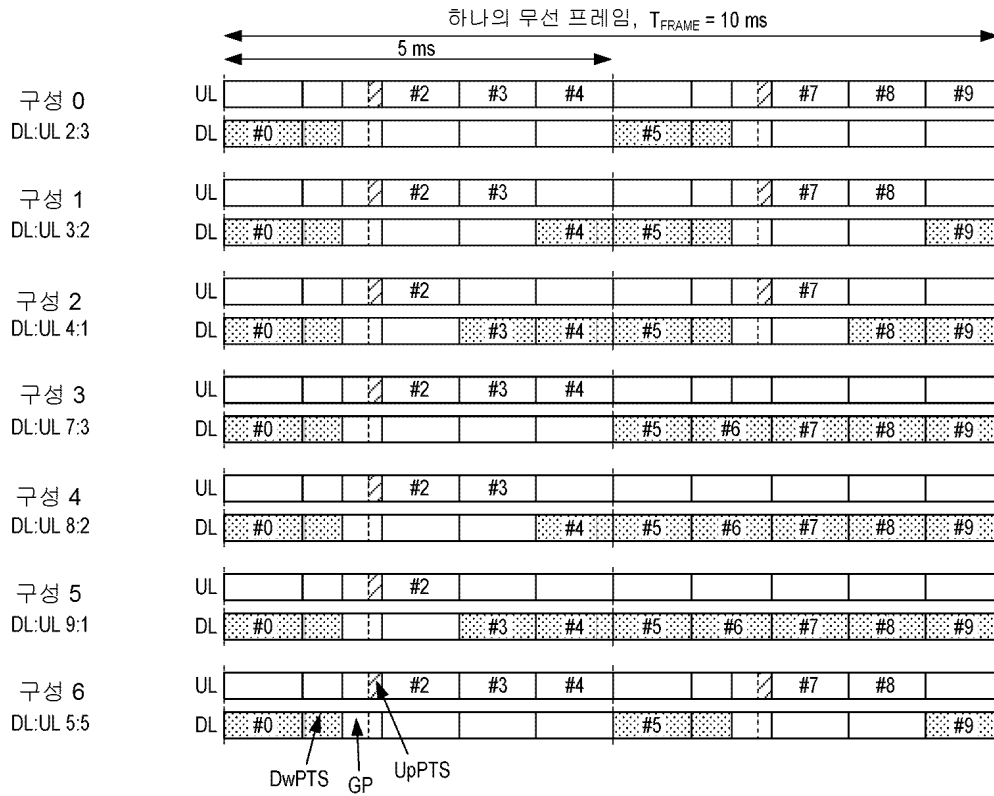 하나의 무선 프레임, T_FRAME = 10 ms
5 ms
구성 0
DL:UL 2:3
UL #2 #3 #4 #7 #8 #9
DL #0 #5
구성 1
DL:UL 3:2
UL #2 #3 #7 #8
DL #0 #4 #5 #9
구성 2
DL:UL 4:1
UL #2 #7
DL #0 #3 #4 #5 #8 #9
구성 3
DL:UL 7:3
UL #2 #3 #4
DL #0 #5 #6 #7 #8 #9
구성 4
DL:UL 8:2
UL #2 #3
DL #0 #4 #5 #6 #7 #8 #9
구성 5
DL:UL 9:1
UL #2
DL #0 #3 #4 #5 #6 #7 #8 #9
구성 6
DL:UL 5:5
UL #2 #3 #4 #7 #8
DL #0 #5 #9
DwPTS GP UpPTS